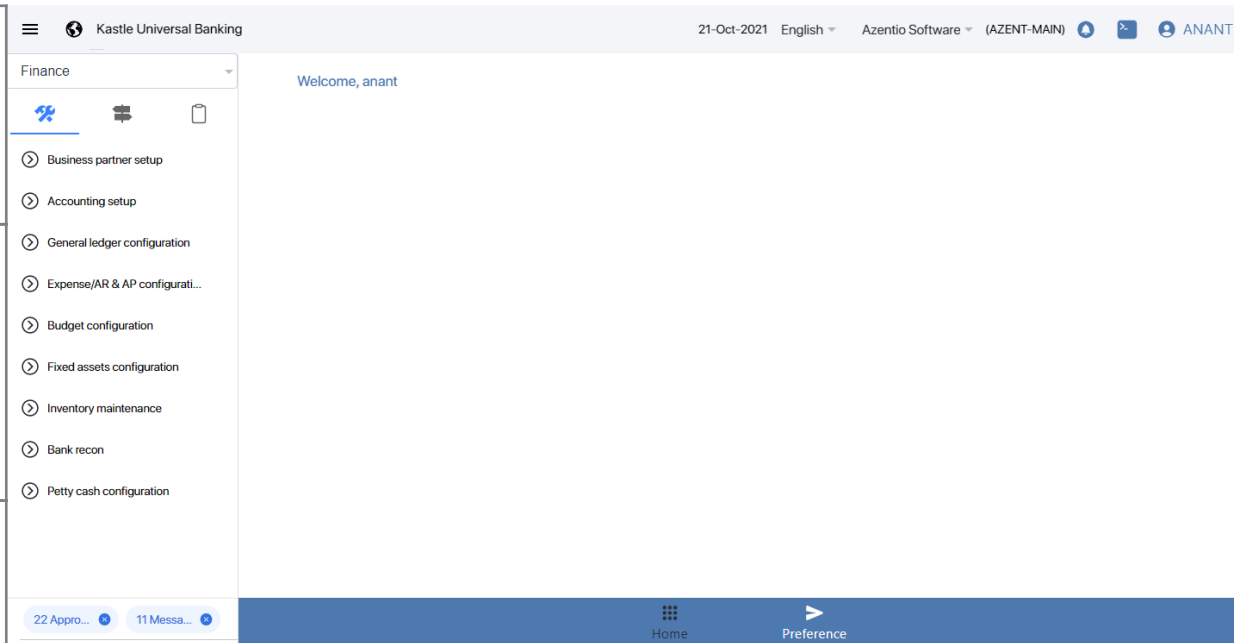 Kastle Universal Banking 21-Oct-2021 English Azentio Software (AZENT-MAIN) ANANT
Finance
Welcome, anant
Business partner setup
Accounting setup
General ledger configuration
Expense/AR & AP configurati...
Budget configuration
Fixed assets configuration
Inventory maintenance
Bank recon
Petty cash configuration
22 Appro... 11 Messa...
Home Preference